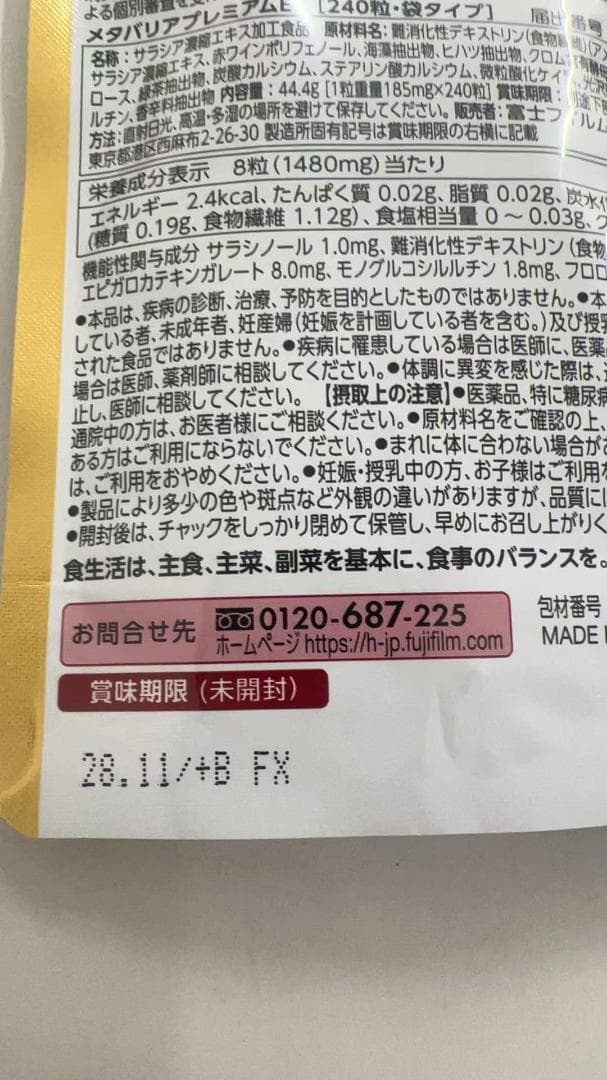 よる個別審査を受
メタバリアプレミアムE [240粒・袋タイプ] 届出番号
名称：サラシア濃縮エキス加工食品 原材料名：難消化性デキストリン(食物繊維)(ア
サラシア濃縮エキス、赤ワインポリフェノール、海藻抽出物、ヒハツ抽出物、クロム
ロース、緑茶抽出物、炭酸カルシウム、ステアリン酸カルシウム、微粒酸化ケイ
ルチン、香辛料抽出物 内容量：44.4g [1粒重量185mg×240粒] 賞味期限：
方法：直射日光、高温・多湿の場所を避けて保存してください。販売者：富士フイルム
東京都港区西麻布2-26-30 製造所固有記号は賞味期限の右横に記載
栄養成分表示 8粒(1480mg)当たり
エネルギー 2.4kcal、たんぱく質 0.02g、脂質 0.02g、炭水
(糖質 0.19g、食物繊維 1.12g)、食塩相当量 0～0.03g、
機能性関与成分 サラシノール 1.0mg、難消化性デキストリン(食物
エピガロカテキンガレート 8.0mg、モノグルコシルルチン 1.8mg、フロロ
●本品は、疾病の診断、治療、予防を目的としたものではありません。●本
している者、未成年者、妊産婦(妊娠を計画している者を含む。)及び授乳
された食品ではありません。●疾病に罹患している場合は医師に、医薬
場合は医師、薬剤師に相談してください。●体調に異変を感じた際は、
止し、医師に相談してください。【摂取上の注意】●医薬品、特に糖尿病
通院中の方は、お医者様にご相談ください。●原材料名をご確認の上、
ある方はご利用にならないでください。●まれに体に合わない場合が
は、ご利用をおやめください。●妊娠・授乳中の方、お子様はご利用を
●製品により多少の色や斑点など外観の違いがありますが、品質に
●開封後は、チャックをしっかり閉めて保管し、早めにお召し上がりく
食生活は、主食、主菜、副菜を基本に、食事のバランスを。
お問合せ先 0120-687-225
ホームページ https://h-jp.fujifilm.com
包材番号
MADE
賞味期限(未開封)
28.11/+B FX